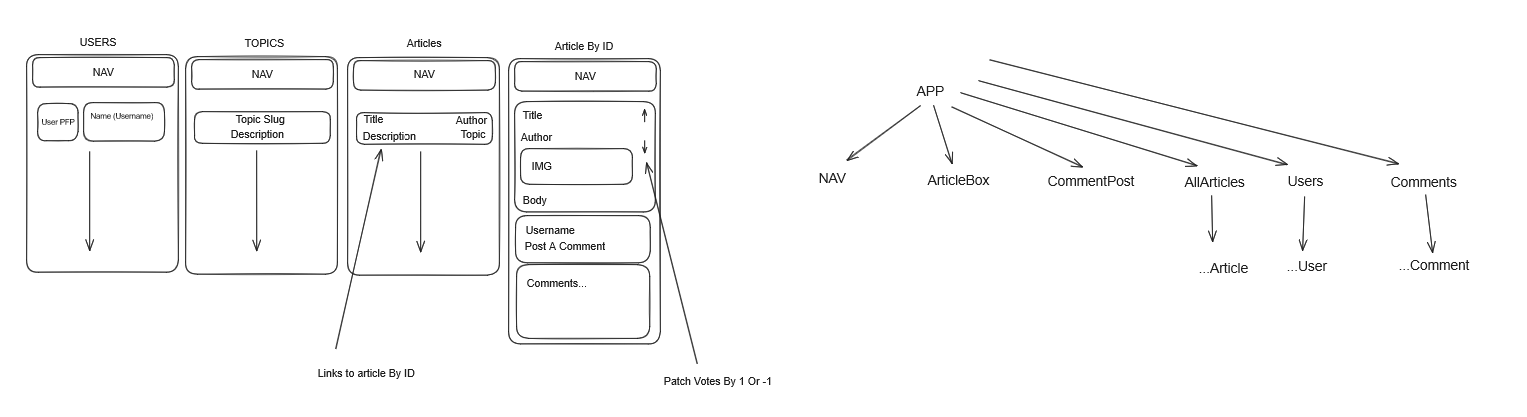 USERS
NAV
User PFP
Name (Username)
TOPICS
NAV
Topic Slug
Description
Articles
NAV
Title Author
Description Topic
Links to article By ID
Article By ID
NAV
Title
Author
IMG
Body
Username
Post A Comment
Comments...
Patch Votes By 1 Or -1
APP
NAV
ArticleBox
CommentPost
AllArticles
Users
Comments
...Article
...User
...Comment